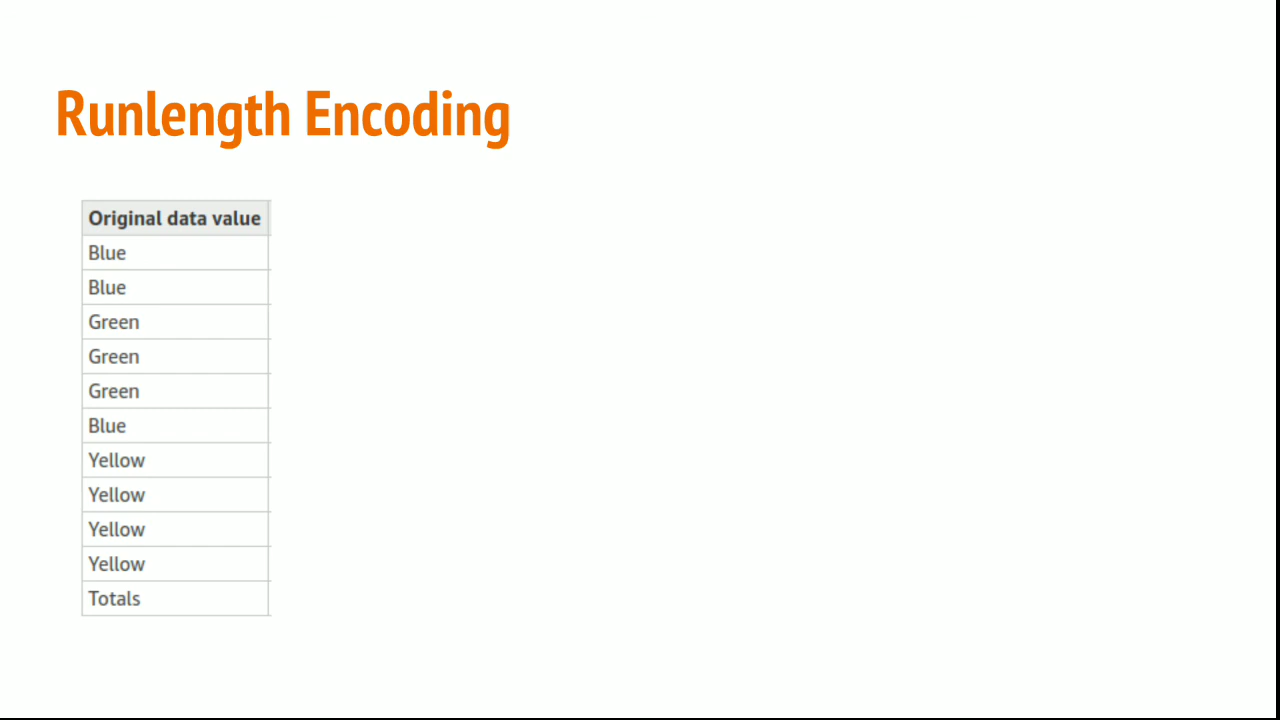 Runlength Encoding
Original data value
Blue
Blue
Green
Green
Green
Blue
Yellow
Yellow
Yellow
Yellow
Totals